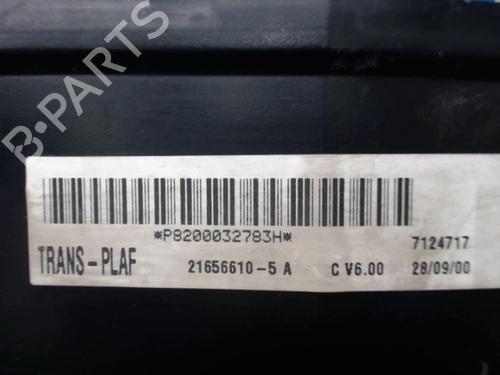 B-PARTS
*P8200032783H*
7124717
TRANS-PLAF 21656610-5 A C V6.00 28/09/00